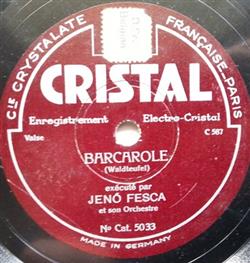 CIE CRYSTALATE FRANÇAISE-PARIS
CRISTAL
Enregistrement Electro-Cristal
Valse C 587
BARCAROLE
(Waldteufel)
exécuté par
JENÓ FESCA
et son Orchestre
No Cat. 5033
MADE IN GERMANY